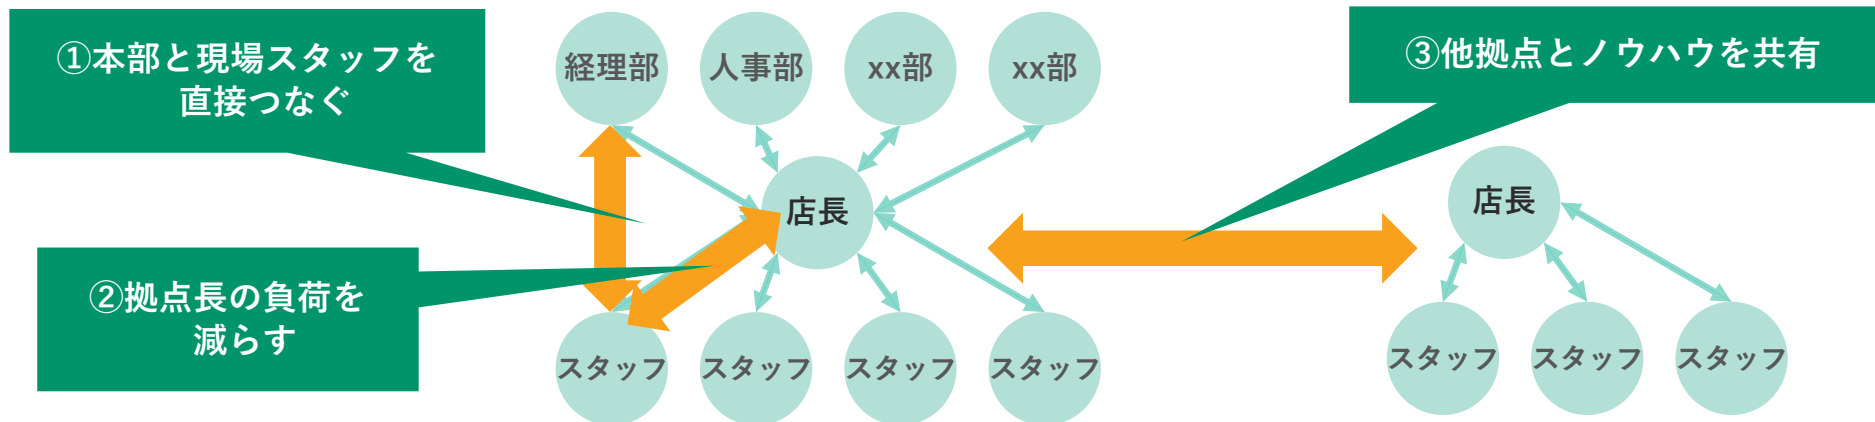 ①本部と現場スタッフを
直接つなぐ
経理部
人事部
xx部
xx部
③他拠点とノウハウを共有
店長
店長
②拠点長の負荷を
減らす
スタッフ
スタッフ
スタッフ
スタッフ
スタッフ
スタッフ
スタッフ